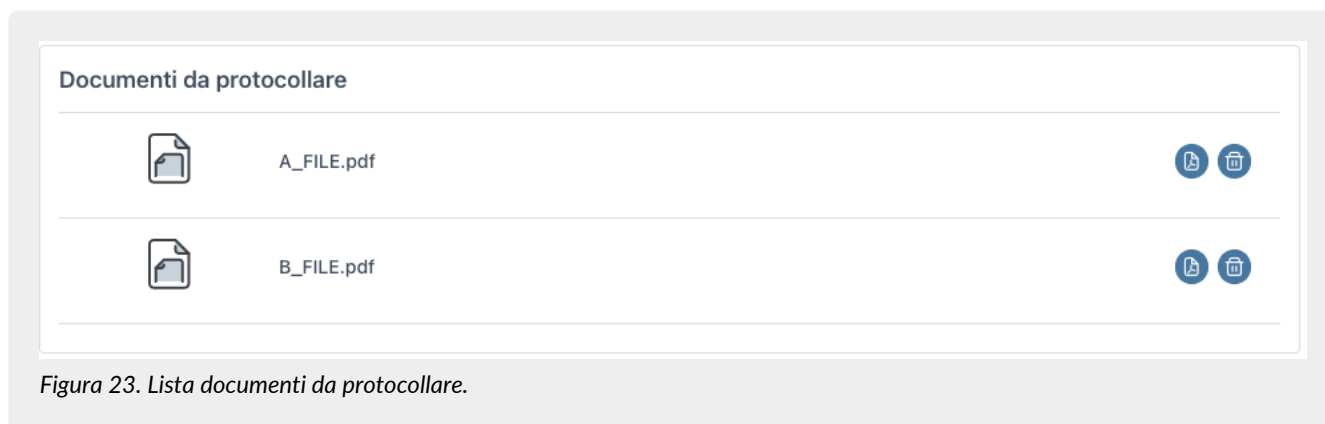 Documenti da protocollare
A_FILE.pdf
B_FILE.pdf
Figura 23. Lista documenti da protocollare.